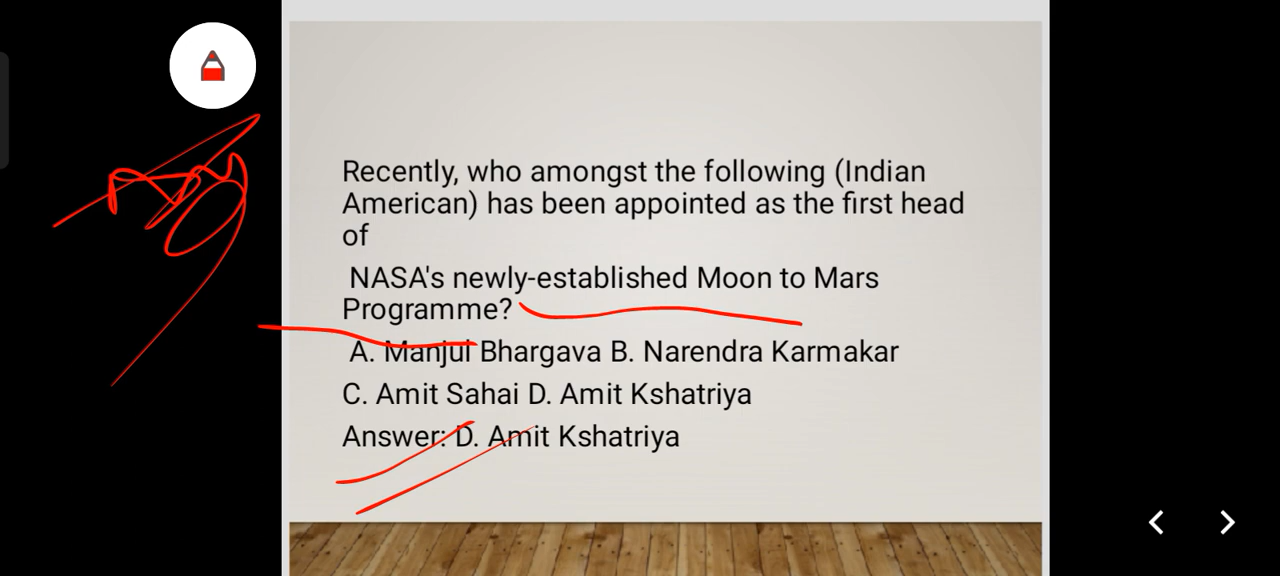 Recently, who amongst the following (Indian
American) has been appointed as the first head
of
NASA's newly-established Moon to Mars
Programme?
A. Manjul Bhargava B. Narendra Karmakar
C. Amit Sahai D. Amit Kshatriya
Answer: D. Amit Kshatriya